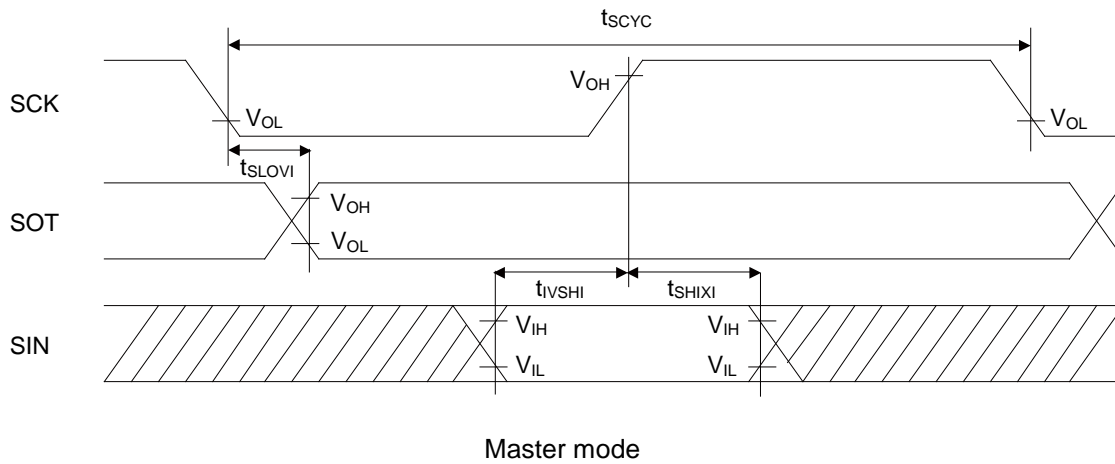 tSCYC
SCK
VOH
VOL
VOL
tSLOVI
SOT
VOH
VOL
tIVSHI
tSHIXI
SIN
VIH
VIH
VIL
VIL
Master mode